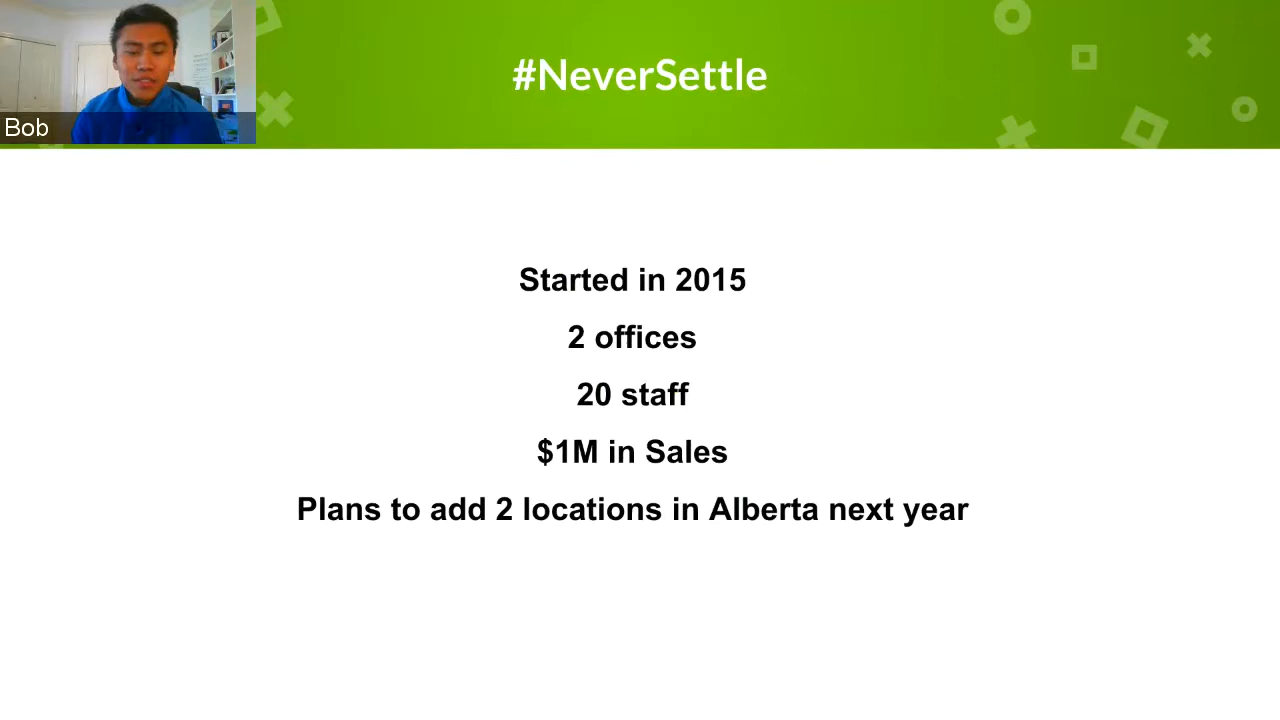 #NeverSettle
Bob
Started in 2015
2 offices
20 staff
$1M in Sales
Plans to add 2 locations in Alberta next year